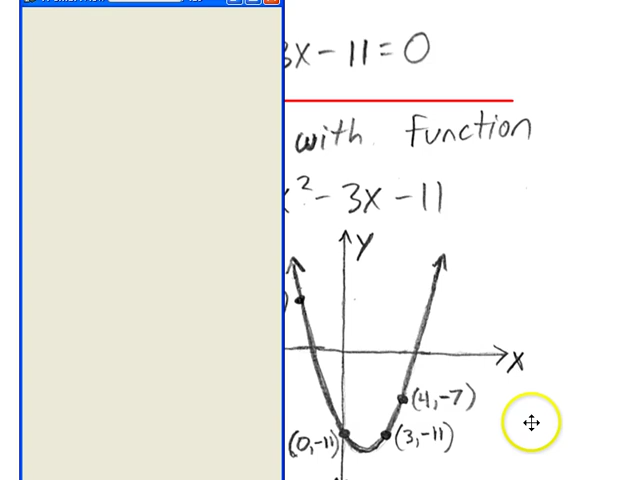 3x - 11 = 0
with function
x² - 3x - 11
y
x
(4,-7)
(0,-11)
(3,-11)